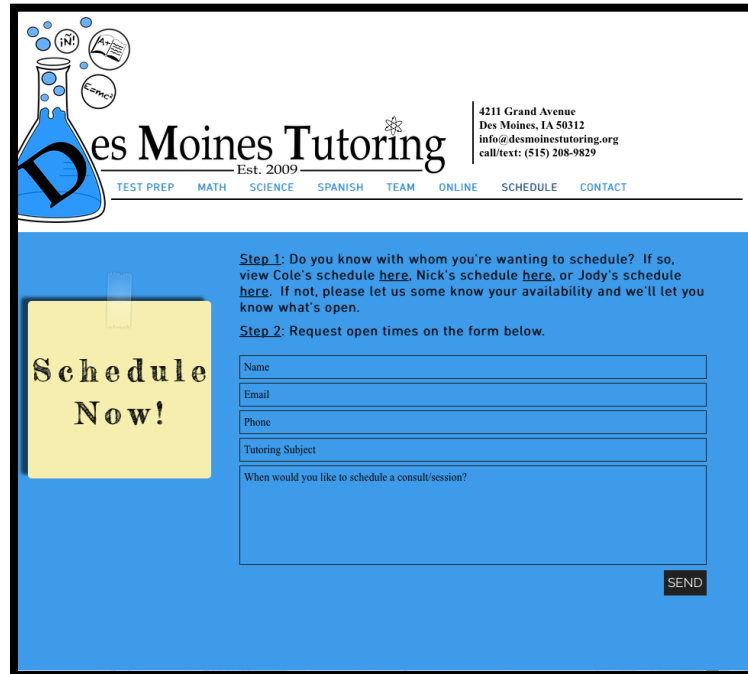 iÑ!
A+
E=mc²
Des Moines Tutoring
Est. 2009
4211 Grand Avenue
Des Moines, IA 50312
info@desmoinestutoring.org
call/text: (515) 208-9829
TEST PREP MATH SCIENCE SPANISH TEAM ONLINE SCHEDULE CONTACT
Schedule
Now!
Step 1: Do you know with whom you're wanting to schedule? If so,
view Cole's schedule here, Nick's schedule here, or Jody's schedule
here. If not, please let us some know your availability and we'll let you
know what's open.
Step 2: Request open times on the form below.
Name
Email
Phone
Tutoring Subject
When would you like to schedule a consult/session?
SEND